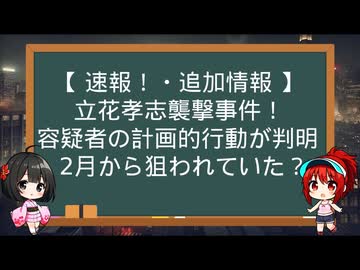 【 速報！・追加情報 】
立花孝志襲撃事件！
容疑者の計画的行動が判明
2月から狙われていた？